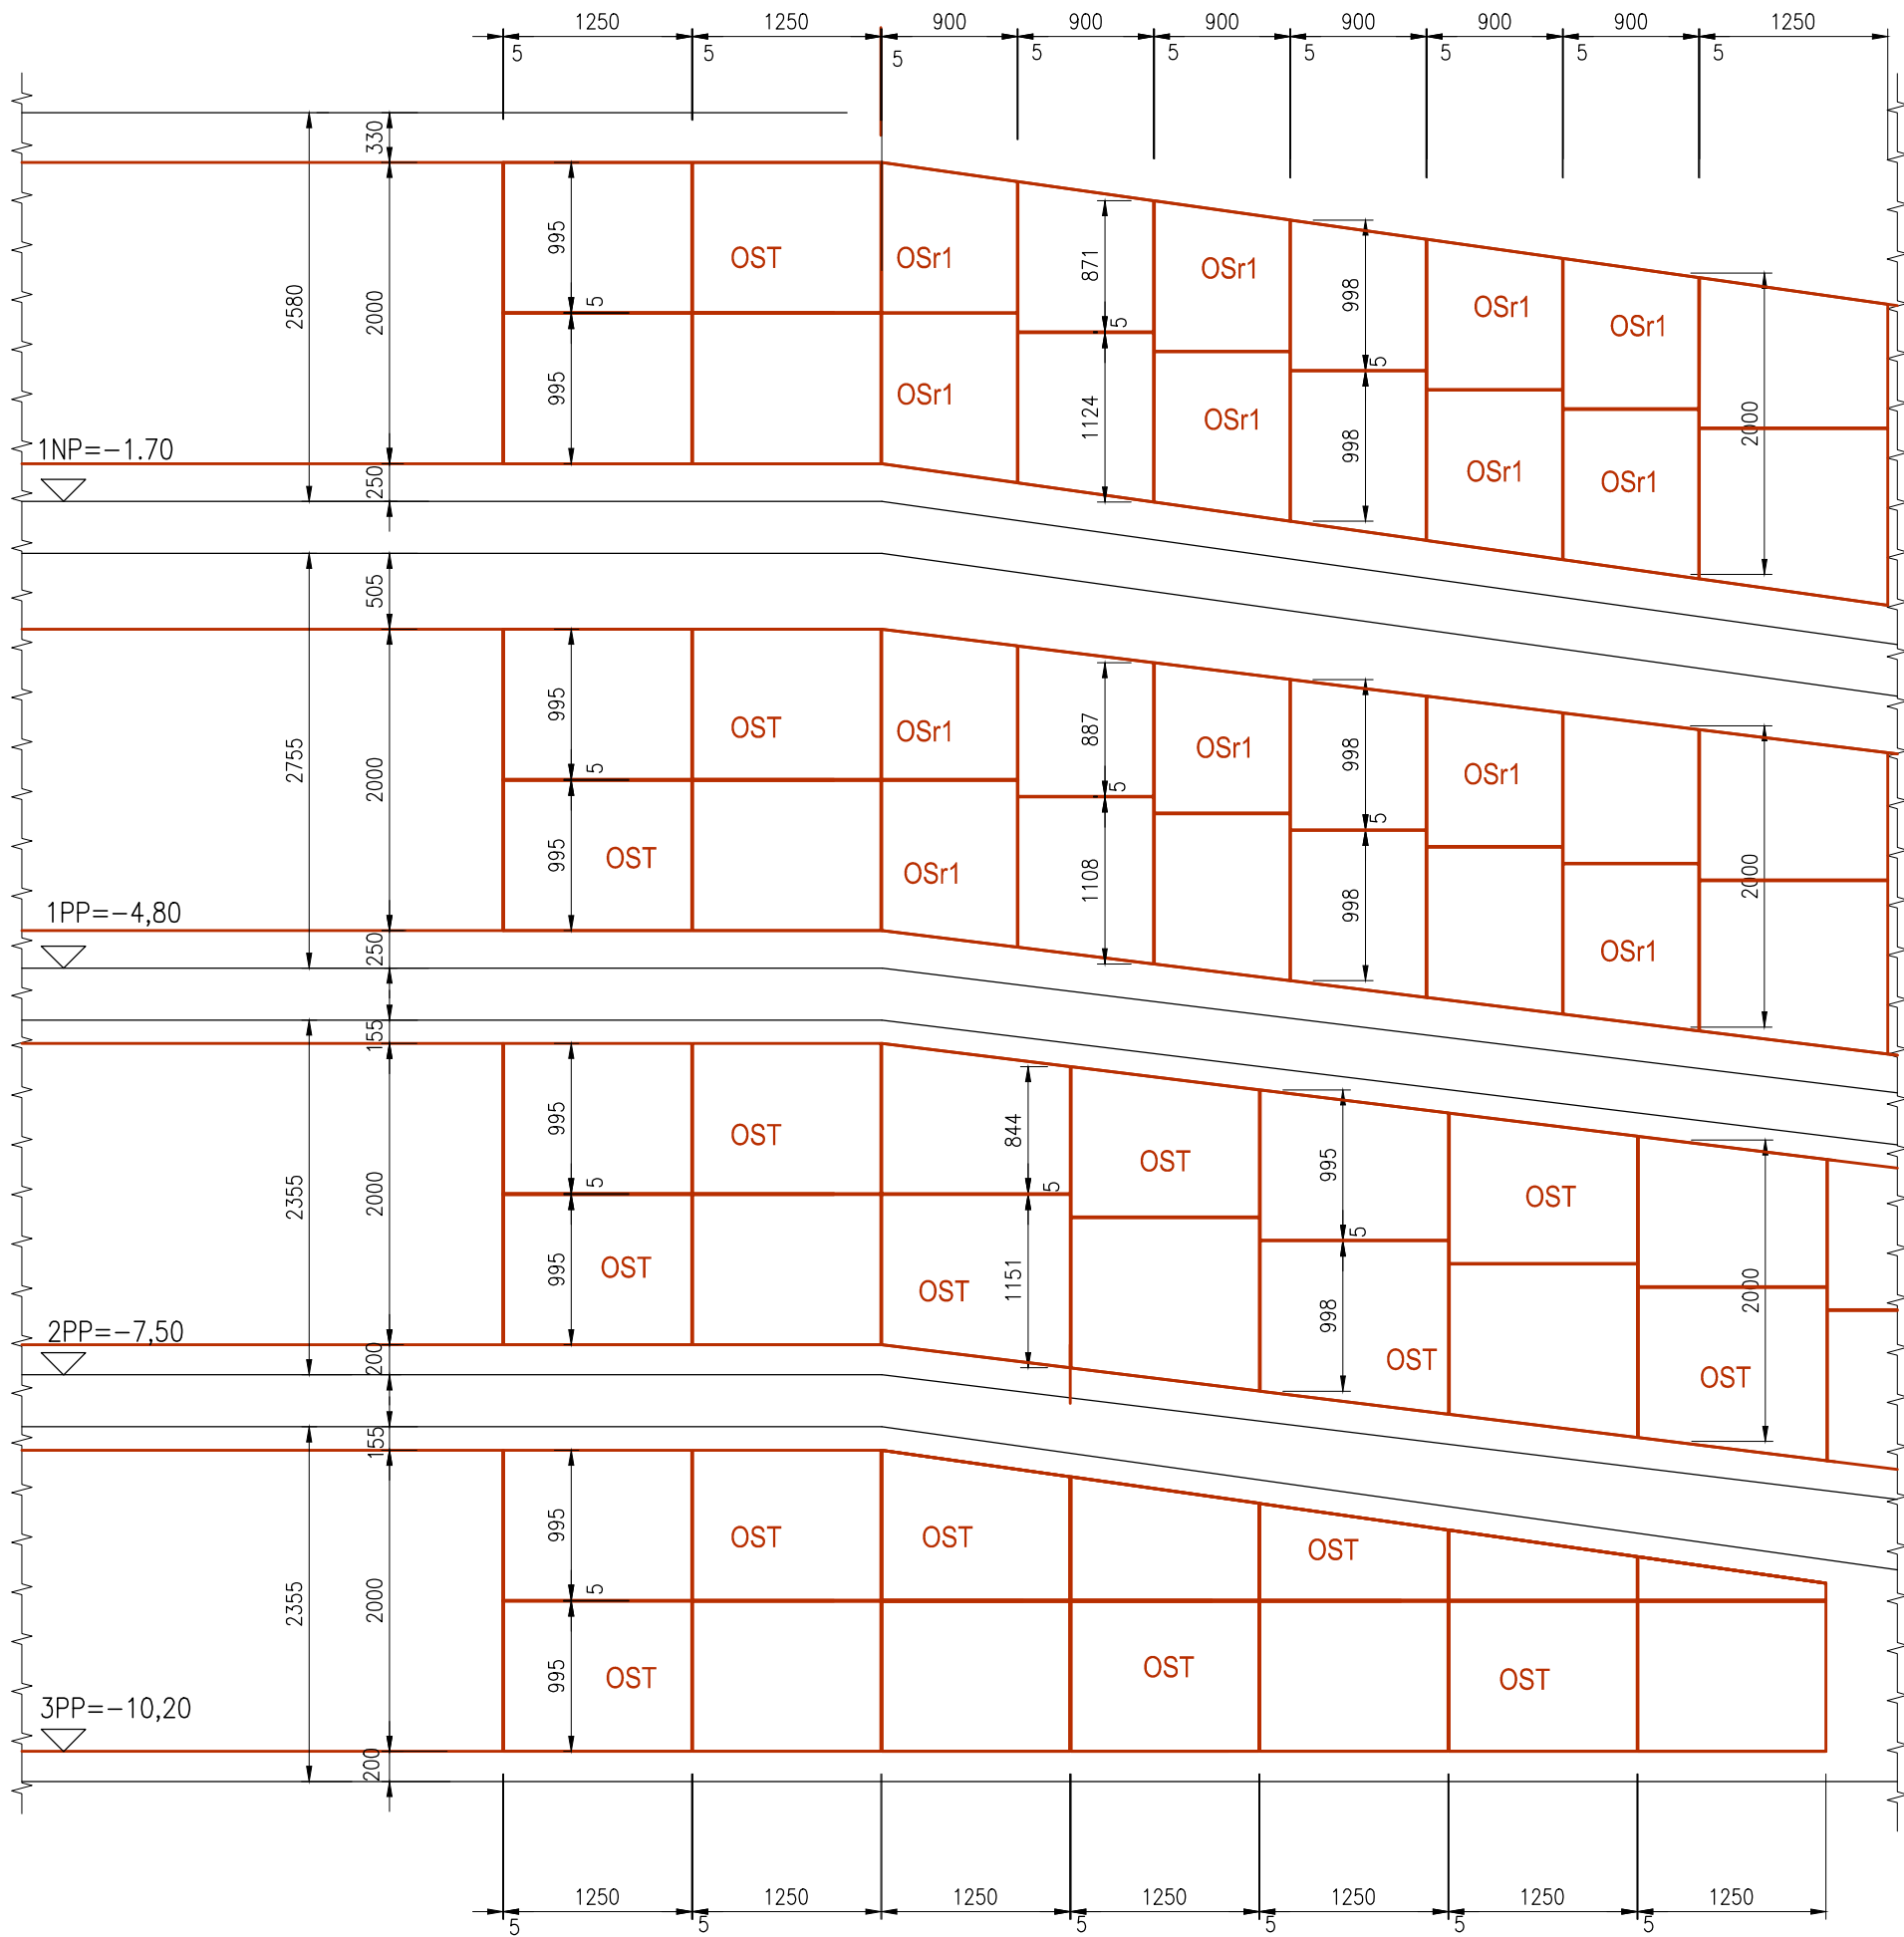 1250 1250 900 900 900 900 900 900 1250
5 5 5 5 5 5 5 5 5
330
995 OST OSr1 871 OSr1 998 OSr1 OSr1
2580 2000 5 5 5
995 OSr1 1124 OSr1 998 OSr1 OSr1 2000
1NP=-1.70
250
505
995 OST OSr1 887 OSr1 998 OSr1
2755 2000 5 5 5
995 OST OSr1 1108 998 OSr1 2000
1PP=-4,80
250
155
995 OST 844 OST 995 OST
2355 2000 5 5 5
995 OST OST 1151 998 OST OST 2000
2PP=-7,50
200
155
995 OST OST OST
2355 2000 5
995 OST OST OST
3PP=-10,20
200
1250 1250 1250 1250 1250 1250 1250
5 5 5 5 5 5